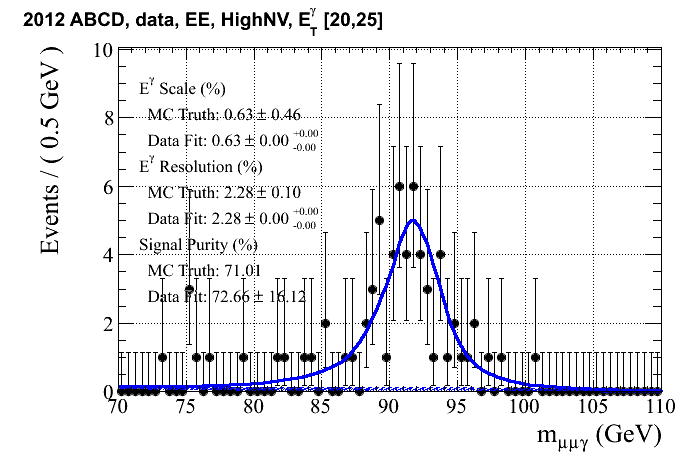 2012 ABCD, data, EE, HighNV, E_T^γ [20,25]
Events / ( 0.5 GeV )
10
8
6
4
2
0
E^γ Scale (%)
MC Truth: 0.63 ± 0.46
Data Fit: 0.63 ± 0.00 +0.00 -0.00
E^γ Resolution (%)
MC Truth: 2.28 ± 0.10
Data Fit: 2.28 ± 0.00 +0.00 -0.00
Signal Purity (%)
MC Truth: 71.01
Data Fit: 72.66 ± 16.12
70 75 80 85 90 95 100 105 110
m_μμγ (GeV)